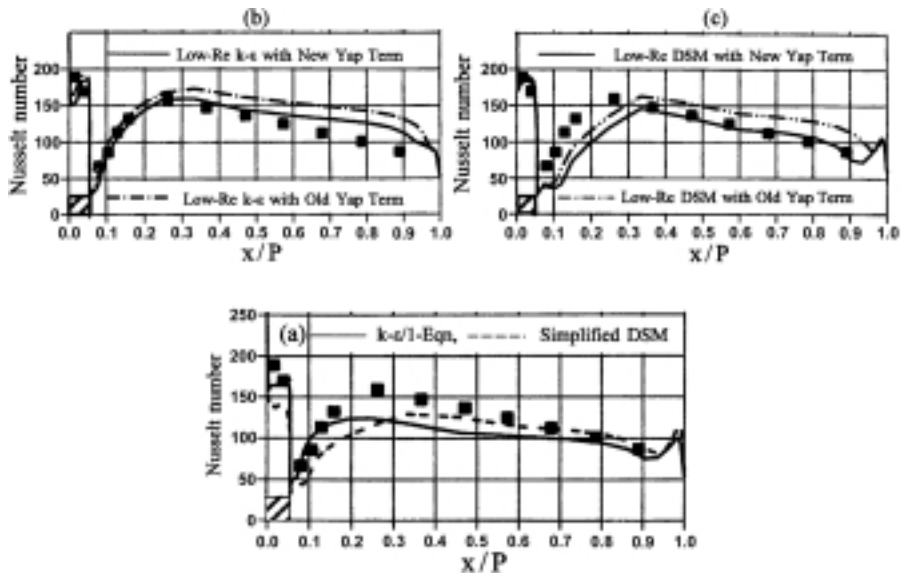 (b)
(c)
Low-Re k-ε with New Yap Term
Low-Re DSM with New Yap Term
Nusselt number
200
150
100
50
0
Low-Re k-ε with Old Yap Term
0.0 0.1 0.2 0.3 0.4 0.5 0.6 0.7 0.8 0.9 1.0
x/P
Nusselt number
200
150
100
50
0
Low-Re DSM with Old Yap Term
0.0 0.1 0.2 0.3 0.4 0.5 0.6 0.7 0.8 0.9 1.0
x/P
(a)
k-ε/1-Eqn,
Simplified DSM
Nusselt number
250
200
150
100
50
0
0.0 0.1 0.2 0.3 0.4 0.5 0.6 0.7 0.8 0.9 1.0
x/P